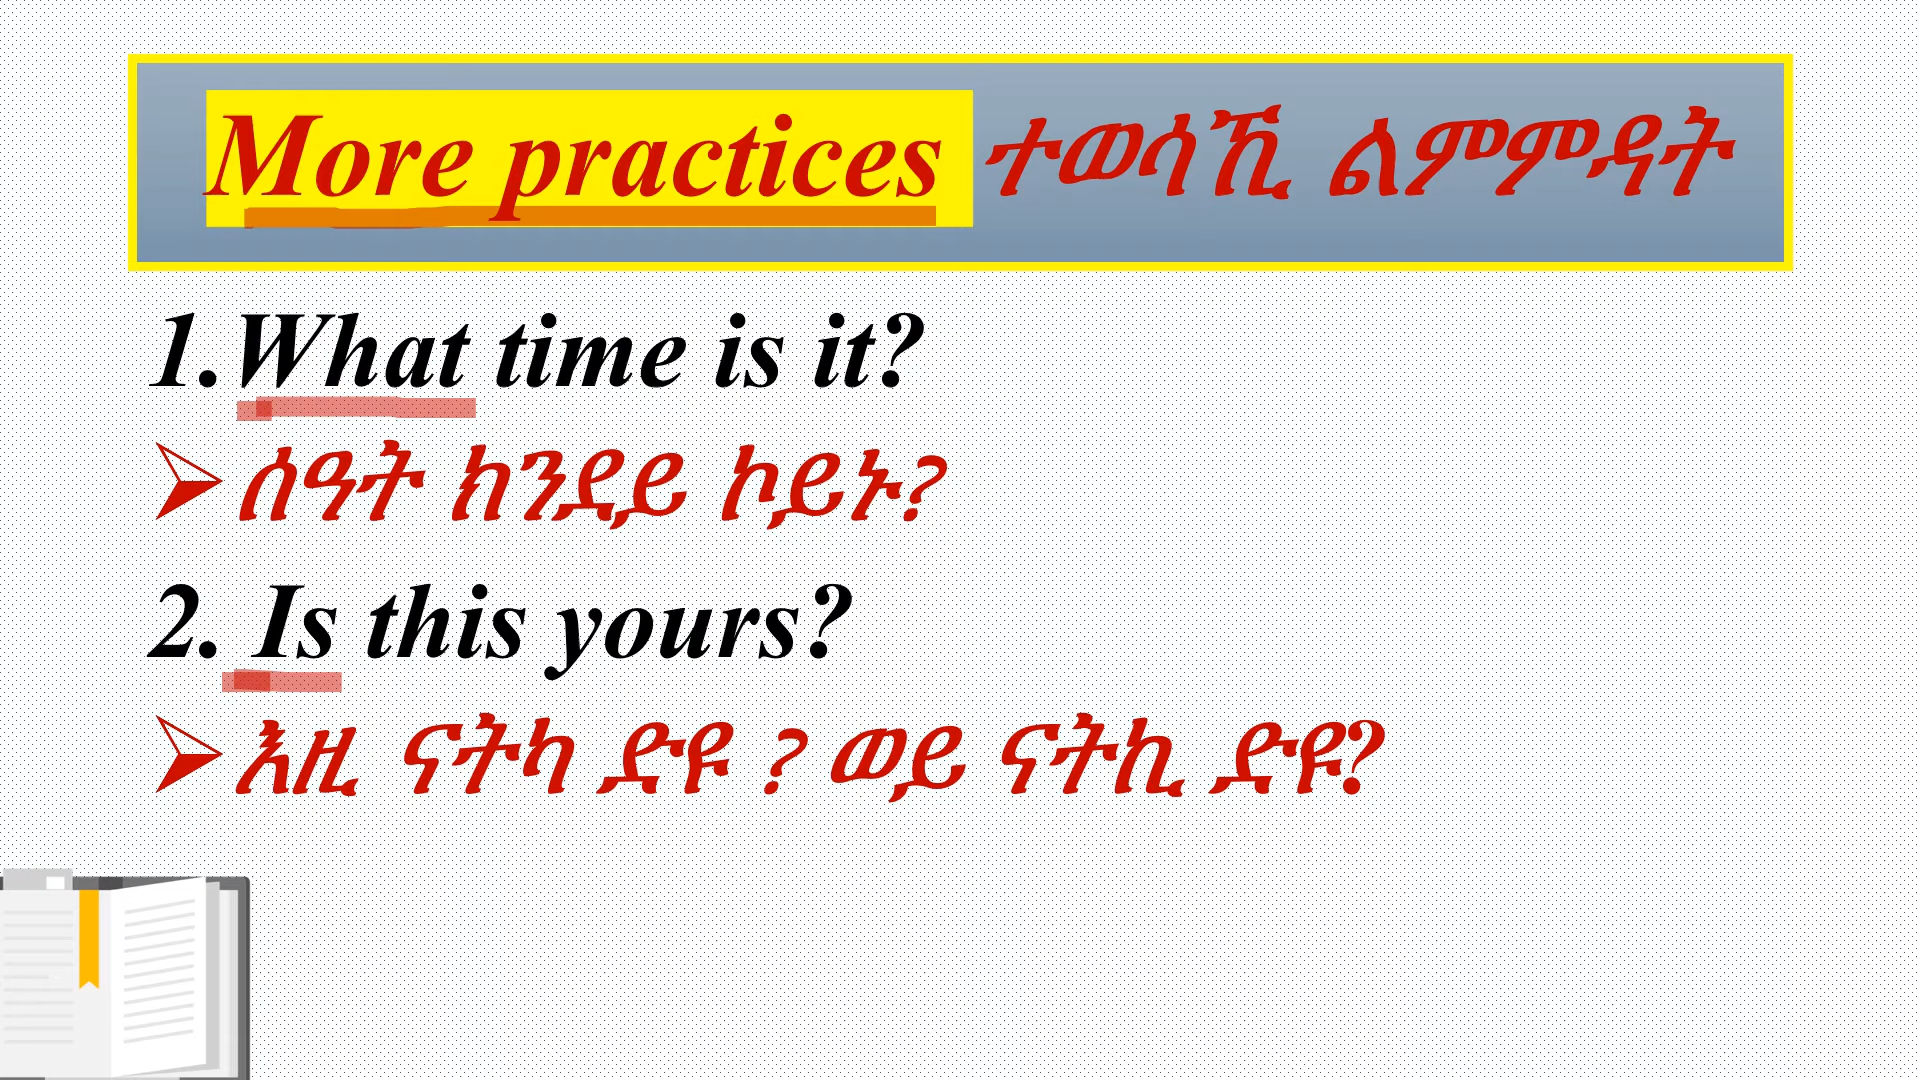 More practices ተወሳኺ ልምምዳት
1.What time is it?
➢ሰዓት ክንደይ ኮይኑ?
2. Is this yours?
➢እዚ ናትካ ድዩ ? ወይ ናትኪ ድዩ?